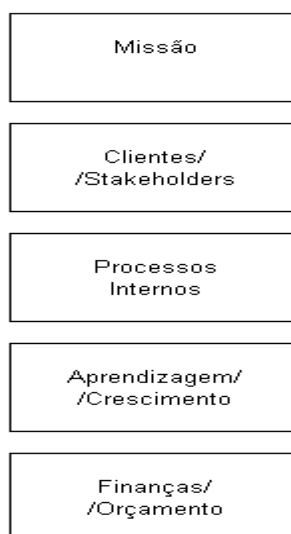 Missão
Clientes/
/Stakeholders
Processos
Internos
Aprendizagem/
/Crescimento
Finanças/
/Orçamento